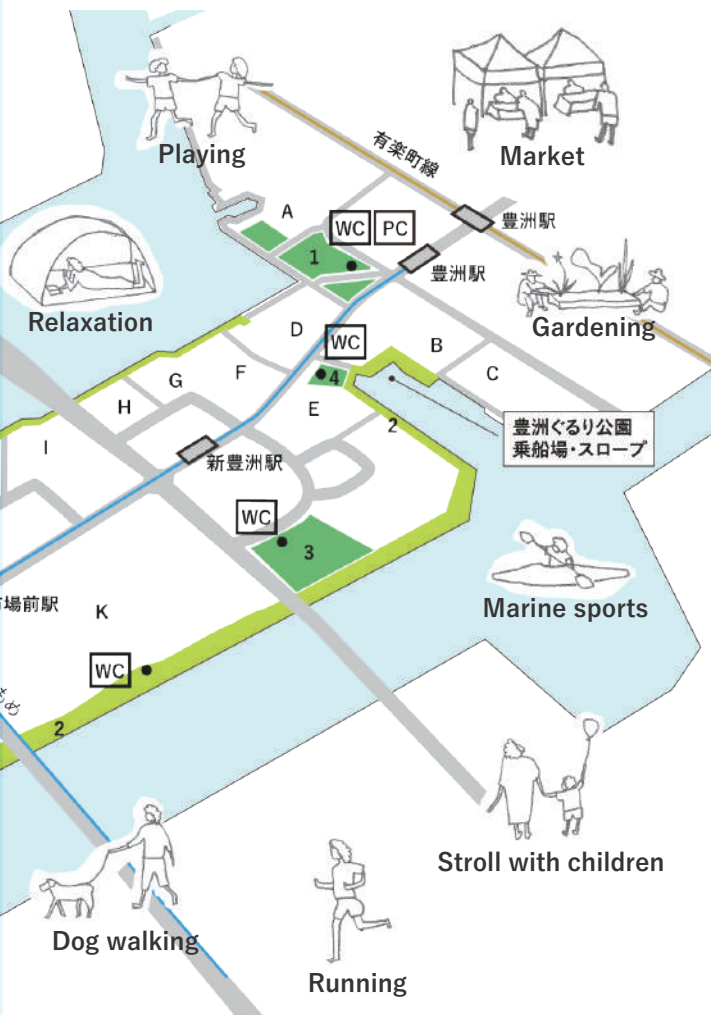 Playing
Market
有楽町線
A
WC
PC
豊洲駅
1
豊洲駅
Relaxation
Gardening
D
WC
B
G
F
4
C
H
E
2
豊洲ぐるり公園
乗船場・スロープ
I
新豊洲駅
WC
3
場前駅
K
Marine sports
WC
2
もめ
Stroll with children
Dog walking
Running